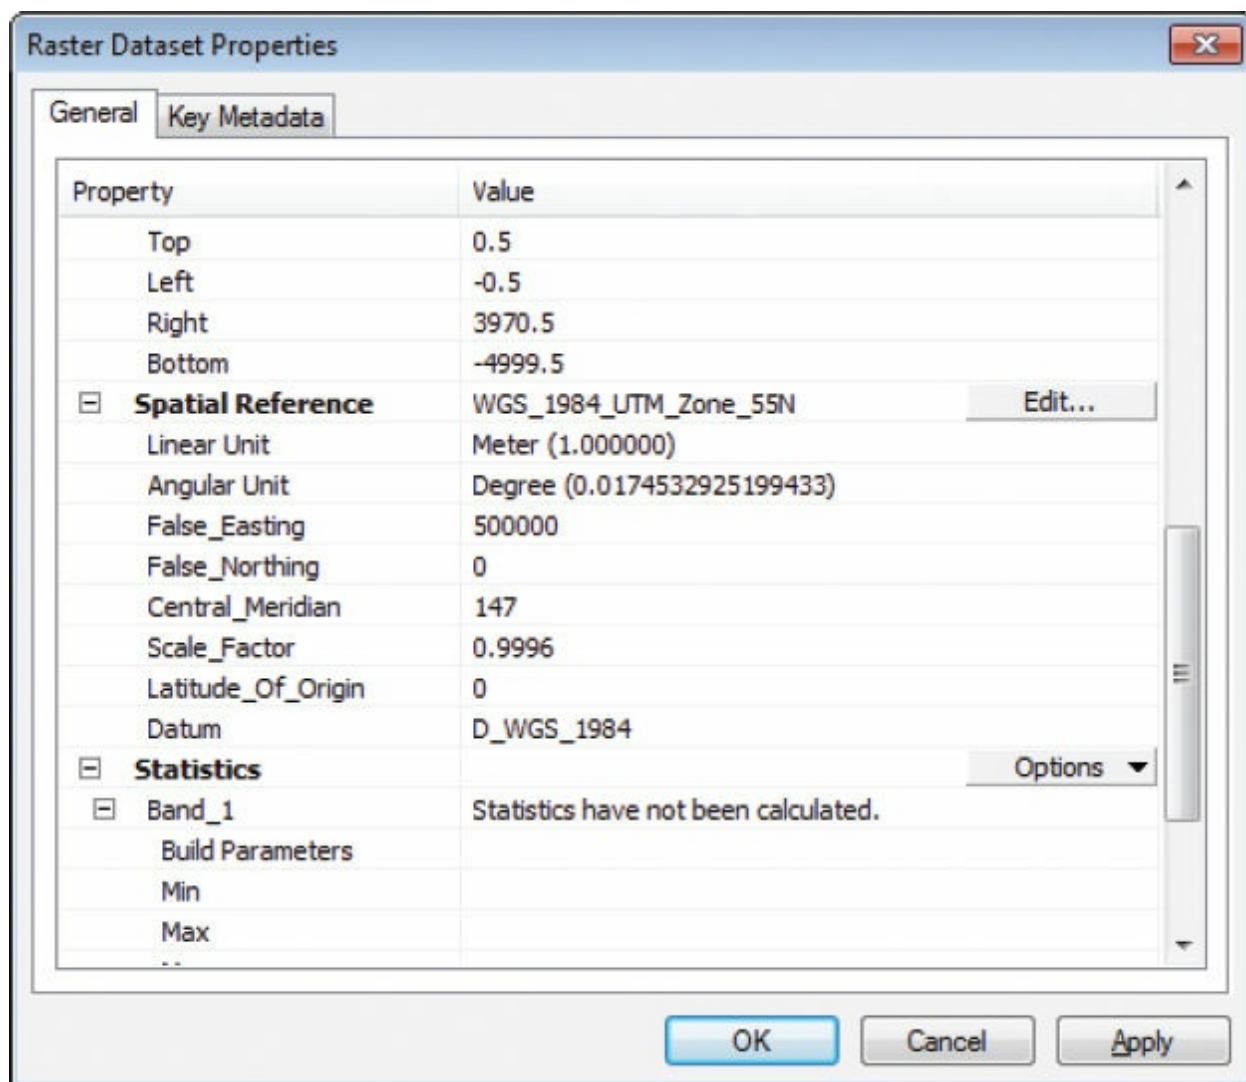 Raster Dataset Properties
General Key Metadata
Property Value
Top 0.5
Left -0.5
Right 3970.5
Bottom -4999.5
Spatial Reference WGS_1984_UTM_Zone_55N Edit...
Linear Unit Meter (1.000000)
Angular Unit Degree (0.0174532925199433)
False_Easting 500000
False_Northing 0
Central_Meridian 147
Scale_Factor 0.9996
Latitude_Of_Origin 0
Datum D_WGS_1984
Statistics Options
Band_1 Statistics have not been calculated.
Build Parameters
Min
Max
OK Cancel Apply